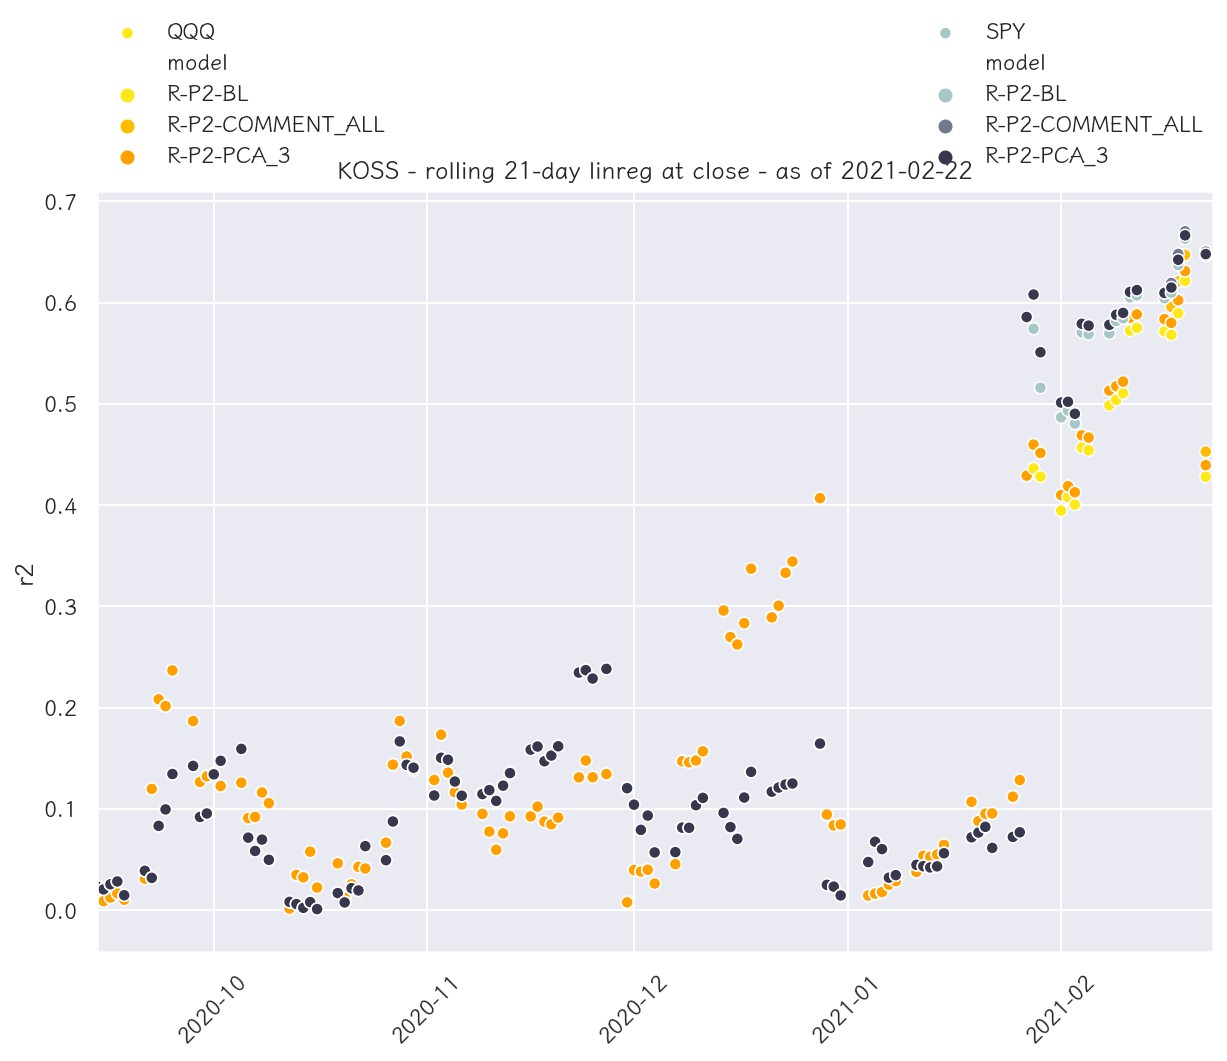 QQQ
model
R-P2-BL
R-P2-COMMENT_ALL
R-P2-PCA_3
SPY
model
R-P2-BL
R-P2-COMMENT_ALL
R-P2-PCA_3
KOSS - rolling 21-day linreg at close - as of 2021-02-22
0.7
0.6
0.5
0.4
0.3
0.2
0.1
0.0
r2
2020-10
2020-11
2020-12
2021-01
2021-02